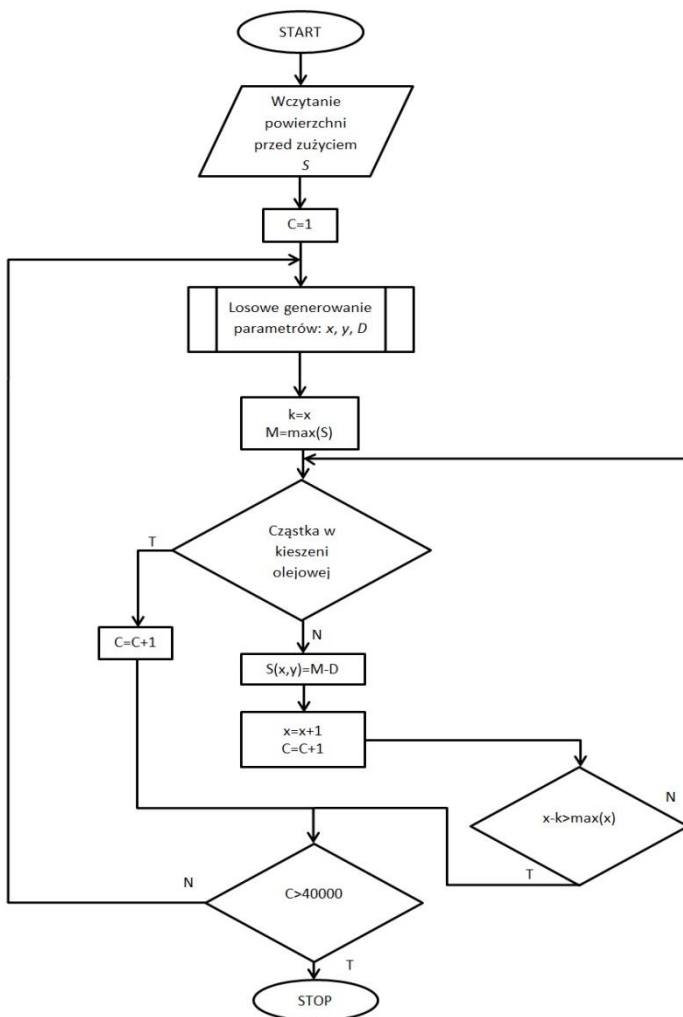 START
Wczytanie
powierzchni
przed zużyciem
S
C=1
Losowe generowanie
parametrów: x, y, D
k=x
M=max(S)
Cząstka w
kieszeni
olejowej
T
N
C=C+1
S(x,y)=M-D
x=x+1
C=C+1
x-k>max(x)
N
T
C>40000
N
T
STOP